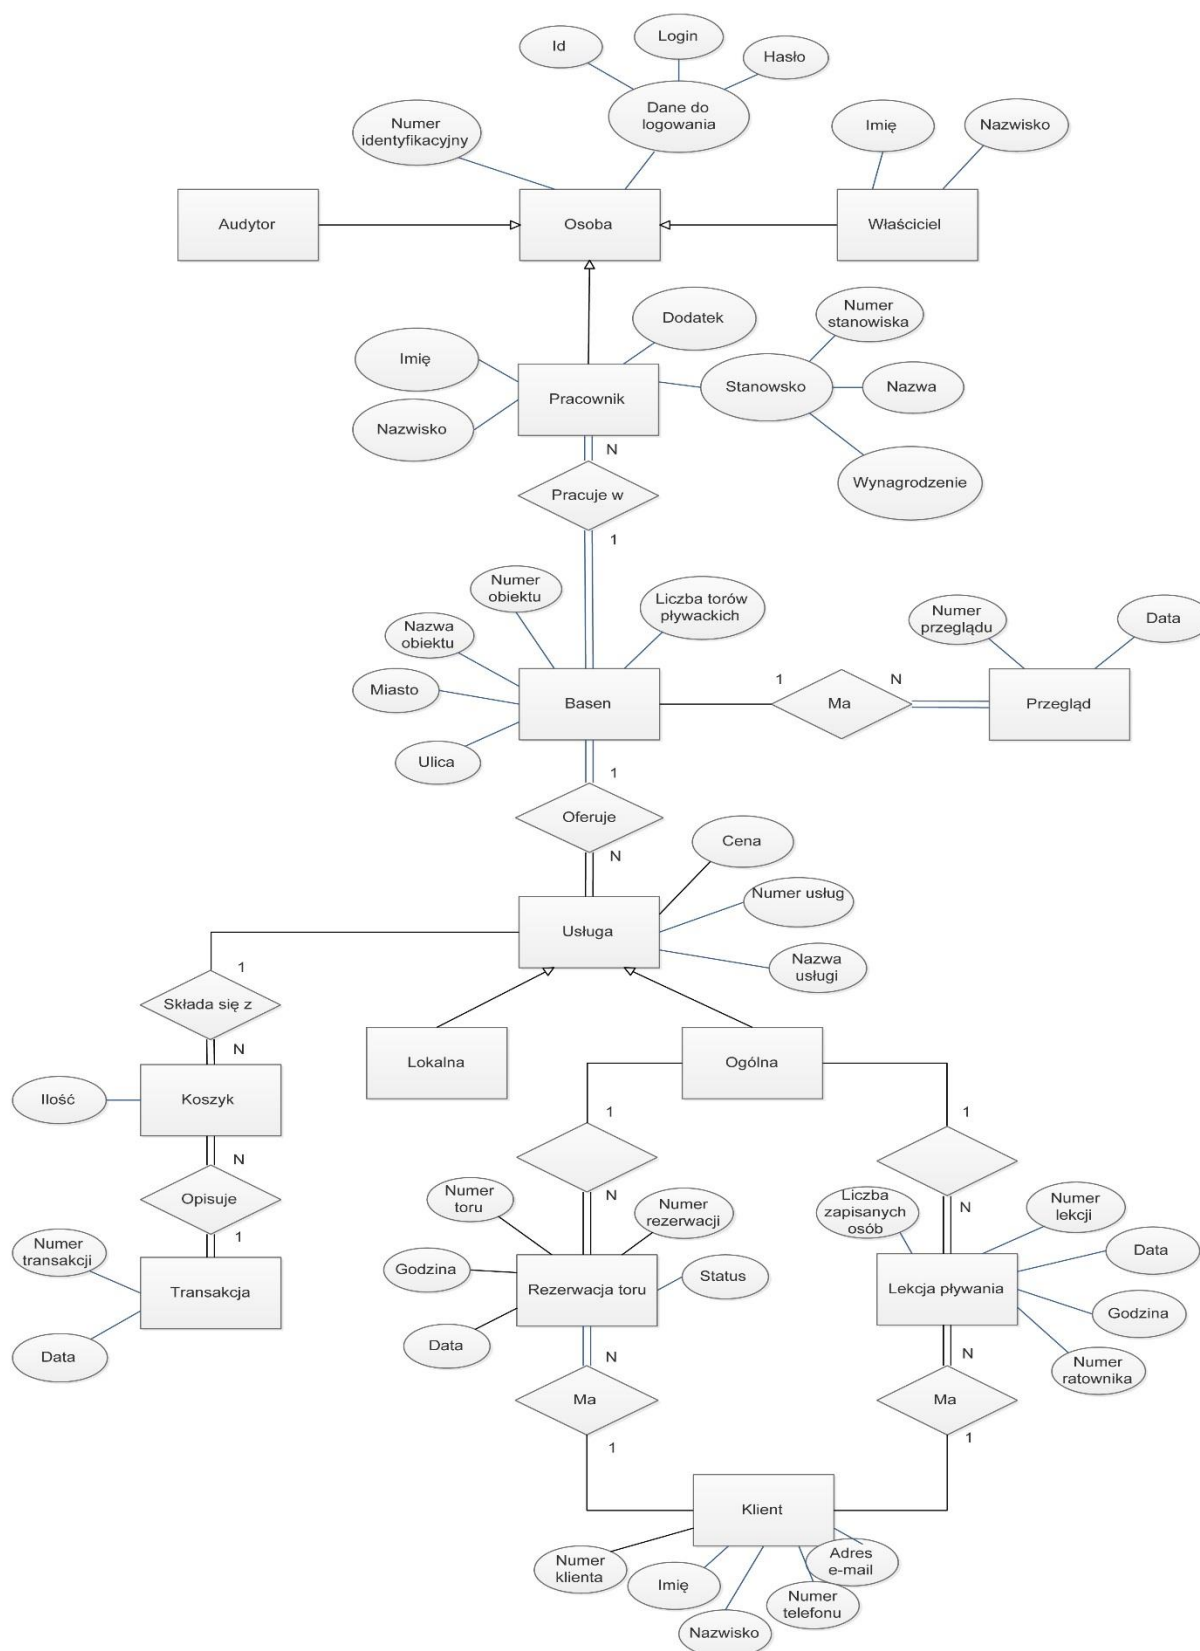 Id
Login
Hasło
Dane do
logowania
Numer
identyfikacyjny
Imię
Nazwisko
Audytor
Osoba
Właściciel
Dodatek
Numer
stanowiska
Imię
Pracownik
Stanowsko
Nazwa
Nazwisko
N
Wynagrodzenie
Pracuje w
1
Numer
obiektu
Liczba torów
pływackich
Nazwa
obiektu
Numer
przeglądu
Data
Miasto
Basen
1
Ma
N
Przegląd
Ulica
1
Oferuje
N
Cena
Numer usług
Usługa
Nazwa
usługi
1
Składa się z
N
Lokalna
Ogólna
Ilość
Koszyk
1
1
N
Opisuje
1
Numer
toru
N
Numer
rezerwacji
Liczba
zapisanych
osób
N
Numer
lekcji
Numer
transakcji
Transakcja
Godzina
Rezerwacja toru
Status
Lekcja pływania
Data
Godzina
Data
Data
N
N
Numer
ratownika
Ma
Ma
1
1
Klient
Numer
klienta
Imię
Nazwisko
Numer
telefonu
Adres
e-mail